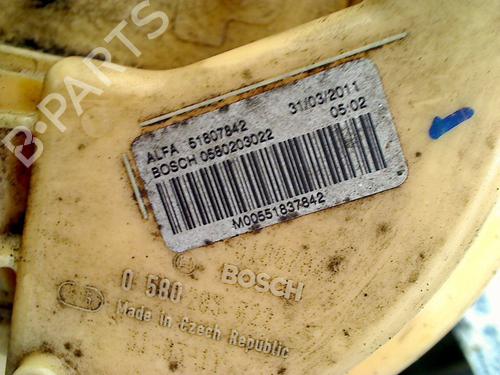 B-PARTS
ALFA 51807842 31/03/2011
BOSCH 0580203022 05:02
M00551837842
BOSCH
0 580
Made in Czech Republic